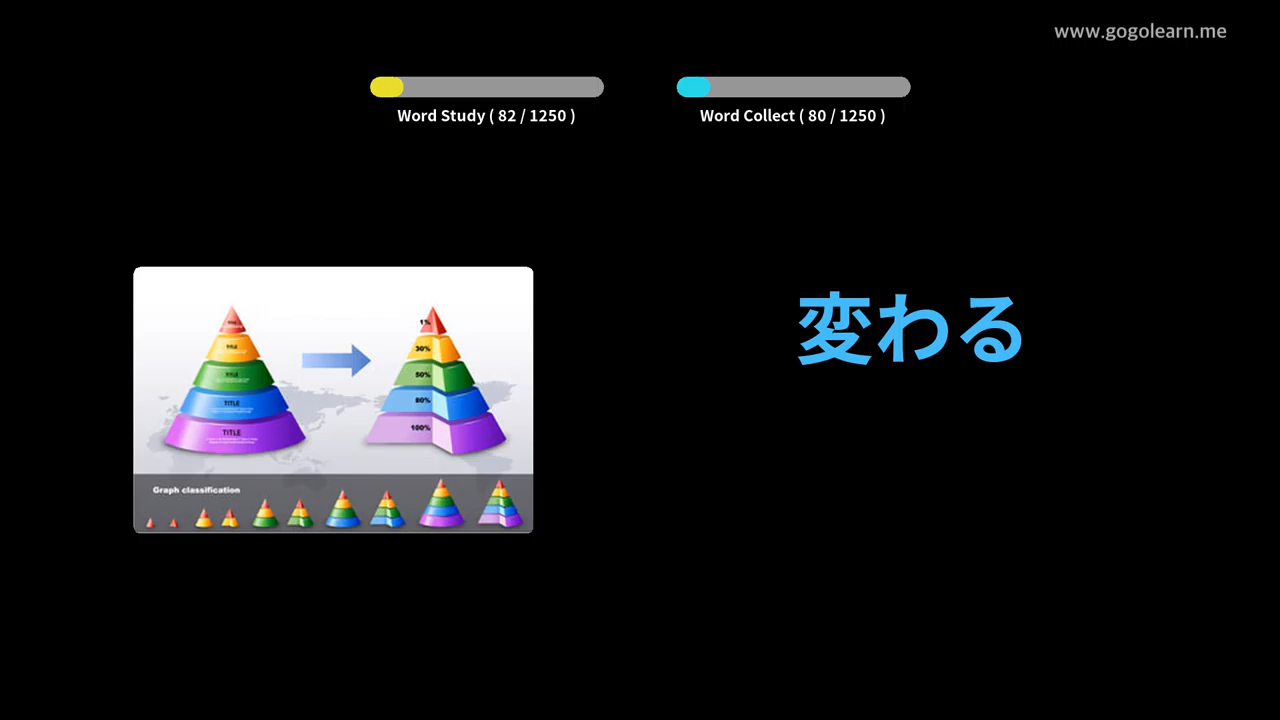 www.gogolearn.me
Word Study ( 82 / 1250 )
Word Collect ( 80 / 1250 )
変わる
TITLE
TITLE
TITLE
TITLE
1%
30%
50%
80%
100%
Graph classification